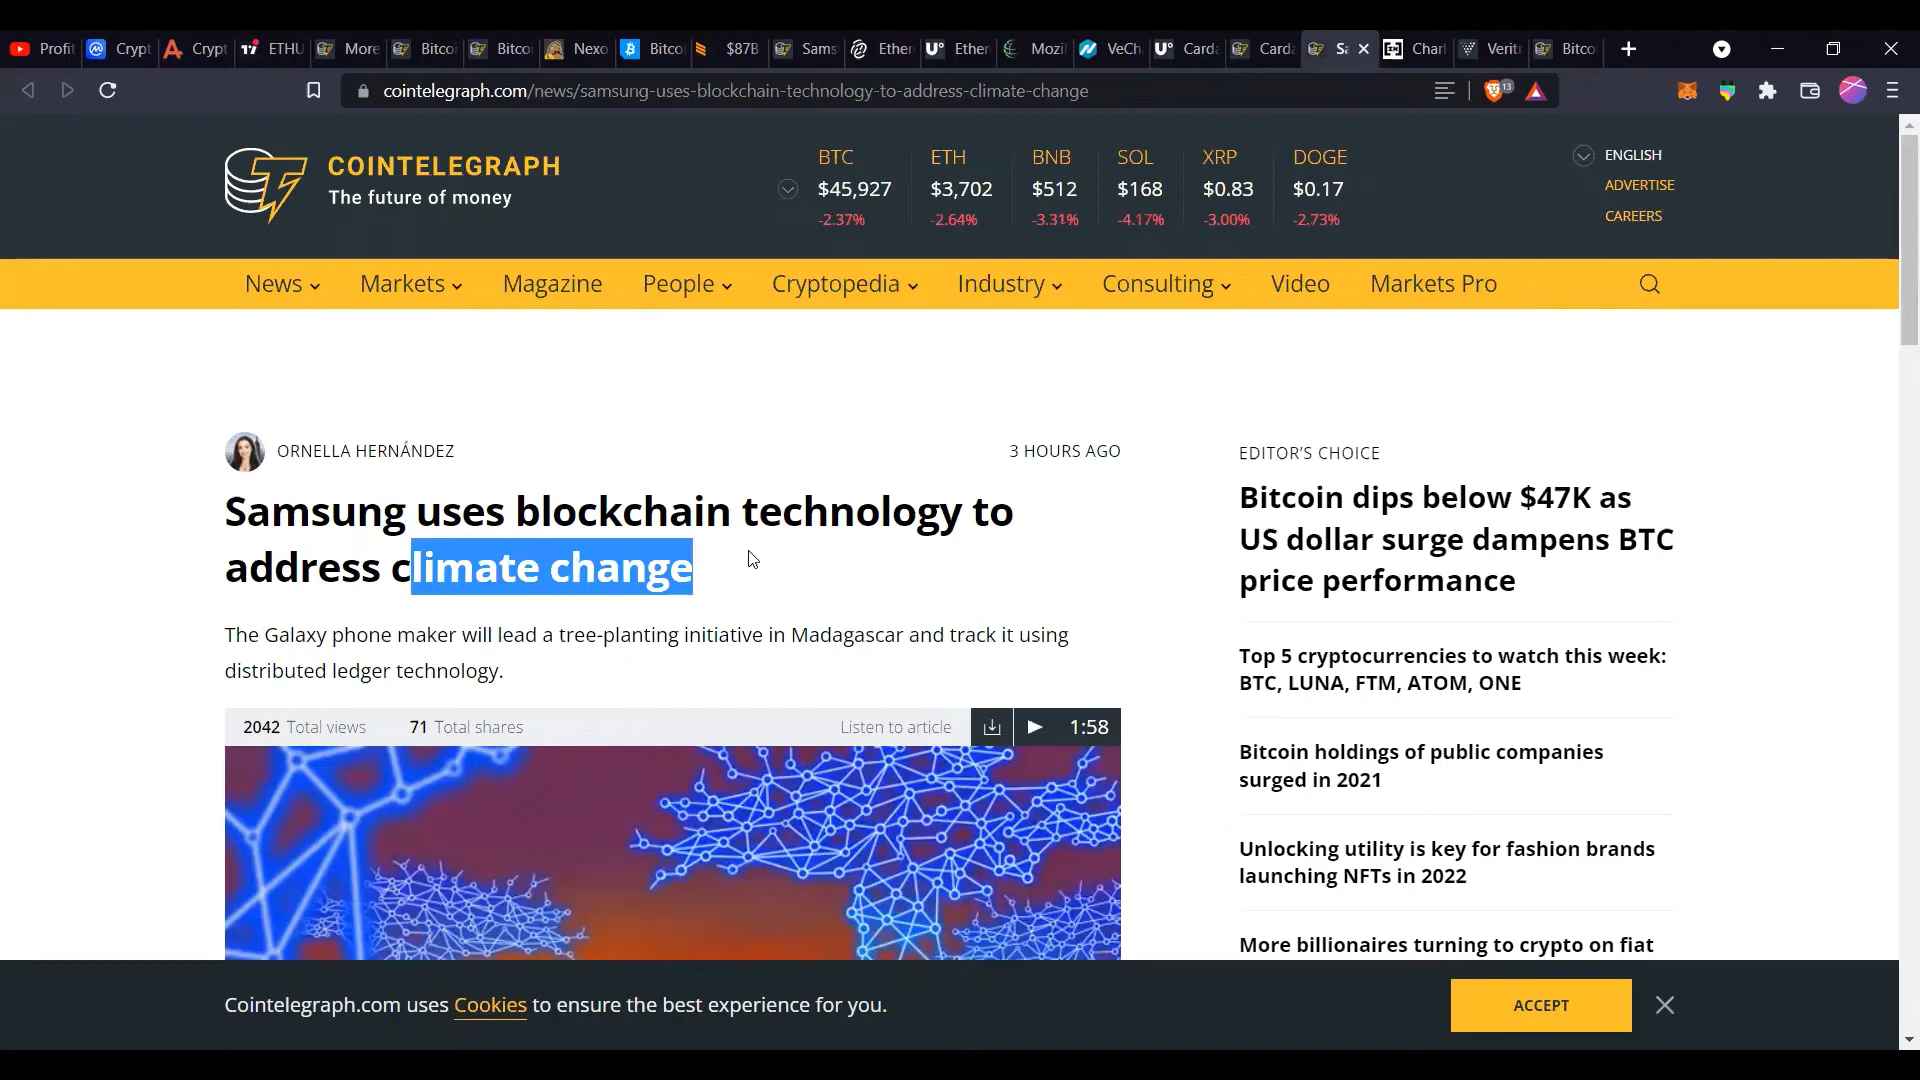 Profit
Crypt
Crypt
ETHU
More
Bitco
Bitco
Nexo
Bitco
$87B
Sams
Ether
Ether
Mozi
VeCh
Carda
Carda
Sa
Charl
Verit
Bitco
cointelegraph.com/news/samsung-uses-blockchain-technology-to-address-climate-change
13
COINTELEGRAPH
The future of money
BTC ETH BNB SOL XRP DOGE
$45,927 $3,702 $512 $168 $0.83 $0.17
-2.37% -2.64% -3.31% -4.17% -3.00% -2.73%
ENGLISH
ADVERTISE
CAREERS
News Markets Magazine People Cryptopedia Industry Consulting Video Markets Pro
ORNELLA HERNÁNDEZ
3 HOURS AGO
Samsung uses blockchain technology to
address climate change
The Galaxy phone maker will lead a tree-planting initiative in Madagascar and track it using
distributed ledger technology.
2042 Total views 71 Total shares Listen to article 1:58
EDITOR'S CHOICE
Bitcoin dips below $47K as
US dollar surge dampens BTC
price performance
Top 5 cryptocurrencies to watch this week:
BTC, LUNA, FTM, ATOM, ONE
Bitcoin holdings of public companies
surged in 2021
Unlocking utility is key for fashion brands
launching NFTs in 2022
More billionaires turning to crypto on fiat
Cointelegraph.com uses Cookies to ensure the best experience for you.
ACCEPT